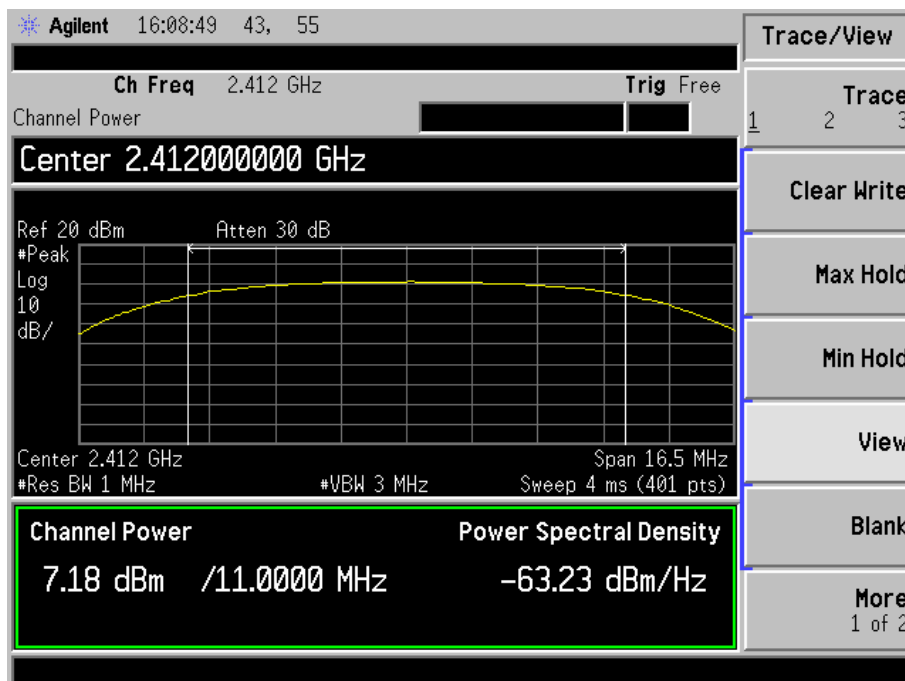 Agilent 16:08:49 43, 55
Trace/View
Ch Freq 2.412 GHz Trig Free
Channel Power
Trace
1 2 3
Center 2.412000000 GHz
Clear Write
Ref 20 dBm Atten 30 dB
#Peak
Log
10
dB/
Max Hold
Min Hold
View
Center 2.412 GHz Span 16.5 MHz
#Res BW 1 MHz #VBW 3 MHz Sweep 4 ms (401 pts)
Channel Power Power Spectral Density
7.18 dBm /11.0000 MHz -63.23 dBm/Hz
Blank
More
1 of 2